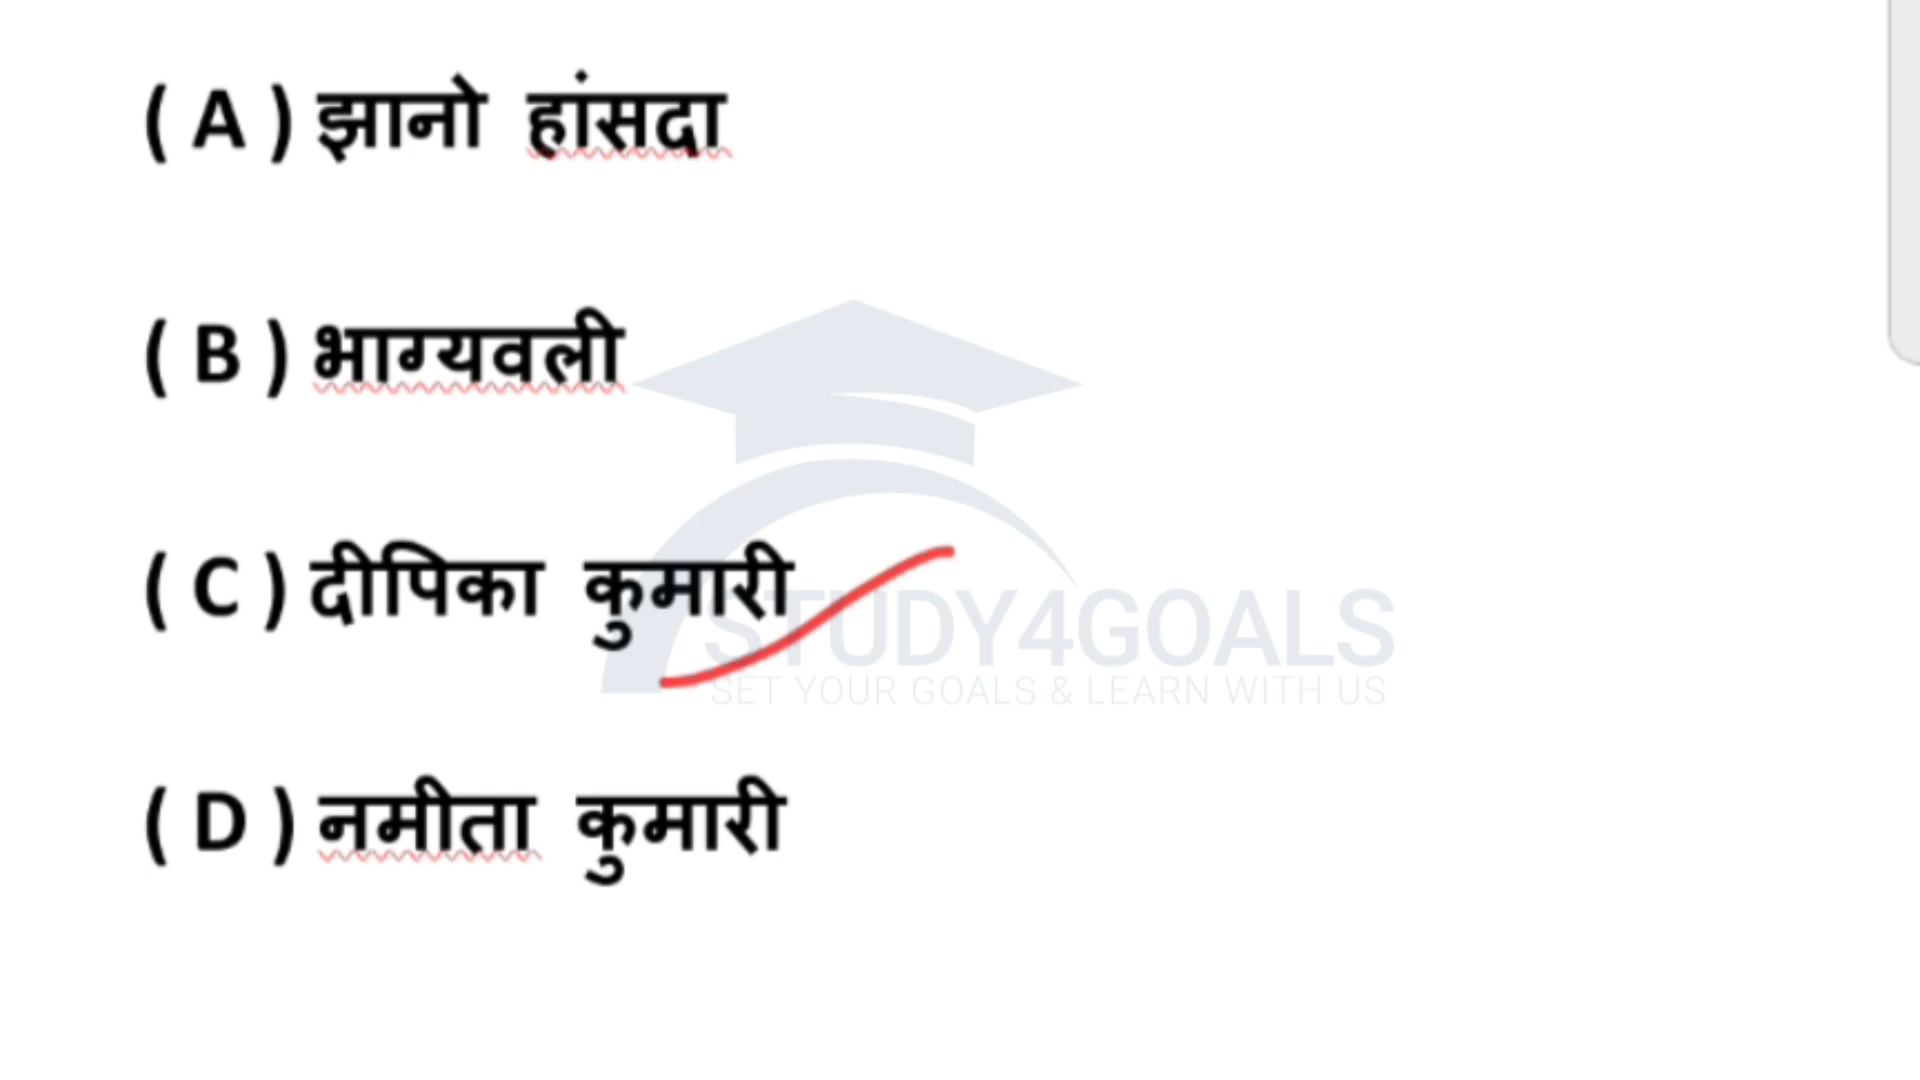 ( A ) झानो हांसदा
( B ) भाग्यवली
( C ) दीपिका कुमारी
STUDY4GOALS
SET YOUR GOALS & LEARN WITH US
( D ) नमीता कुमारी